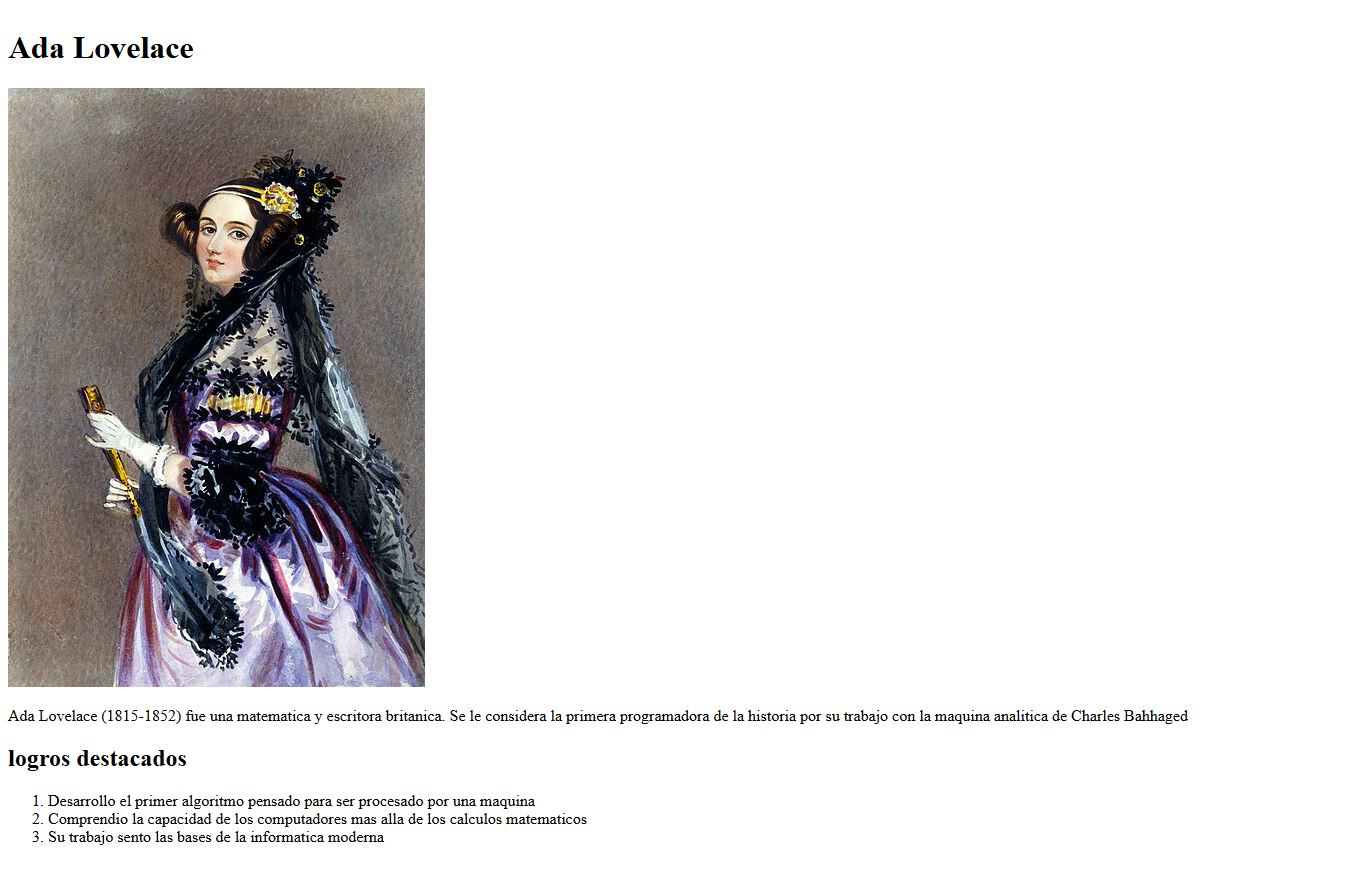 Ada Lovelace
Ada Lovelace (1815-1852) fue una matematica y escritora britanica. Se le considera la primera programadora de la historia por su trabajo con la maquina analitica de Charles Bahhaged
logros destacados
1. Desarrollo el primer algoritmo pensado para ser procesado por una maquina
2. Comprendio la capacidad de los computadores mas alla de los calculos matematicos
3. Su trabajo sento las bases de la informatica moderna